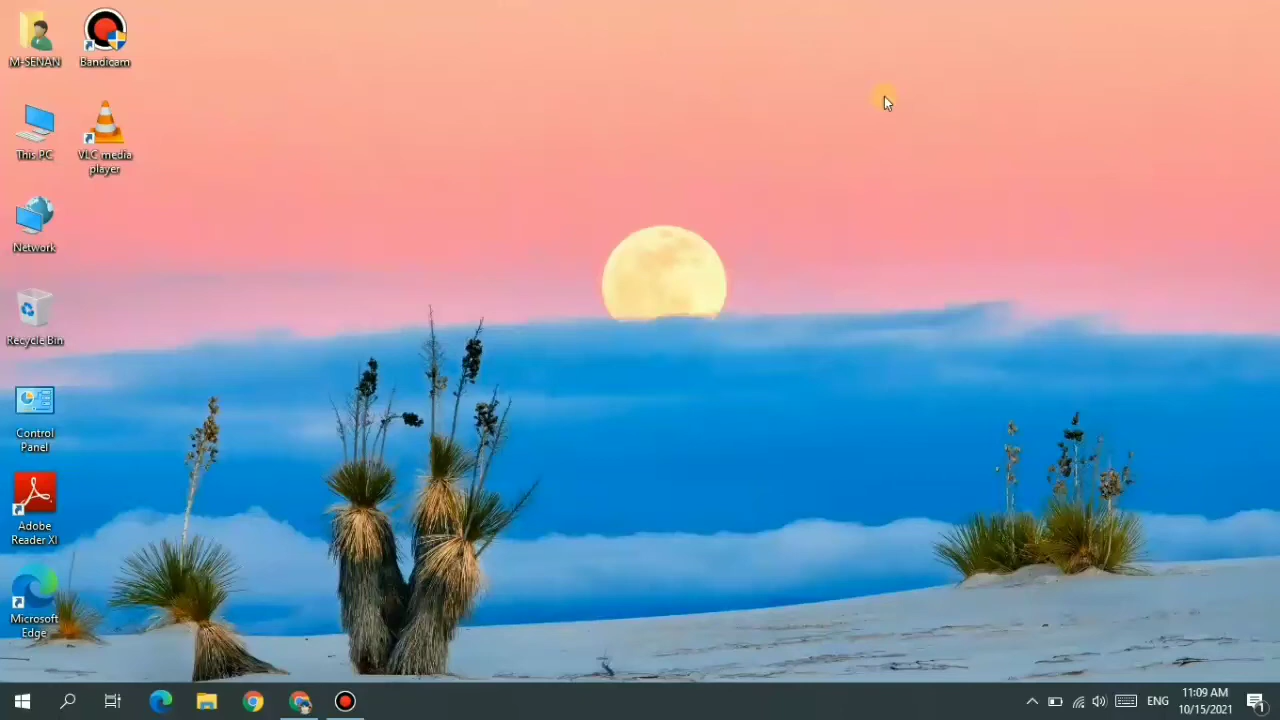 M-SENAN
Bandicam
This PC
VLC media
player
Network
Recycle Bin
Control
Panel
Adobe
Reader XI
Microsoft
Edge
ENG
11:09 AM
10/15/2021
1